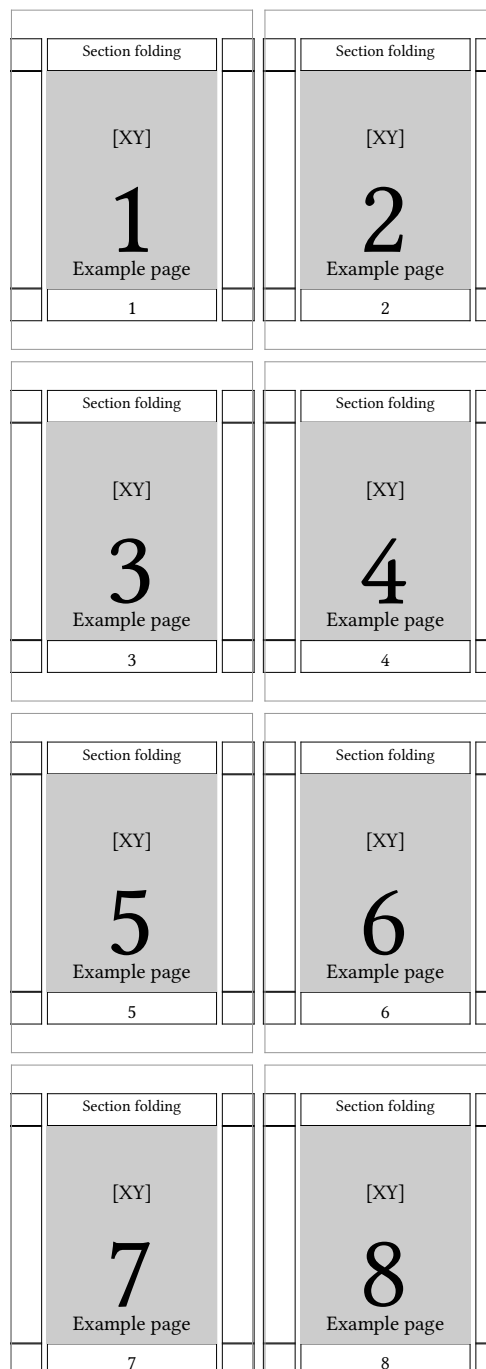 Section folding
[XY]
1
Example page
1
Section folding
[XY]
2
Example page
2
Section folding
[XY]
3
Example page
3
Section folding
[XY]
4
Example page
4
Section folding
[XY]
5
Example page
5
Section folding
[XY]
6
Example page
6
Section folding
[XY]
7
Example page
7
Section folding
[XY]
8
Example page
8